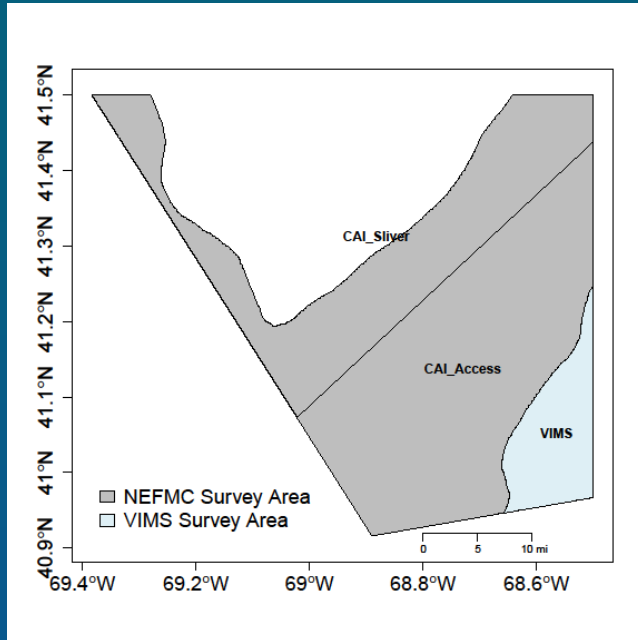 41.5°N
41.4°N
41.3°N
41.2°N
41.1°N
41°N
40.9°N
CAI_Sliver
CAI_Access
VIMS
NEFMC Survey Area
VIMS Survey Area
0 5 10 mi
69.4°W 69.2°W 69°W 68.8°W 68.6°W